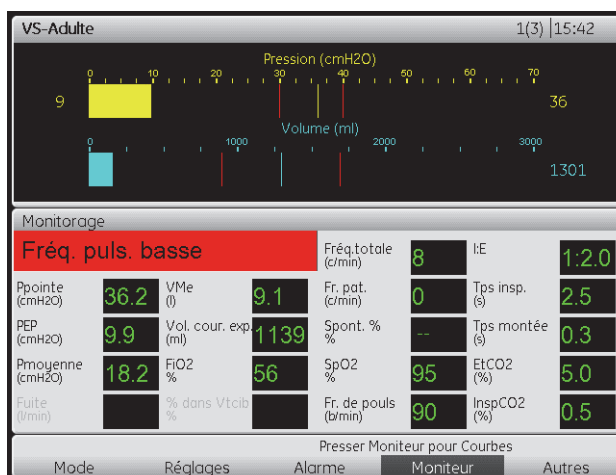 VS-Adulte 1(3) 15:42
Pression (cmH2O)
0 10 20 30 40 50 60 70
9 36
Volume (ml)
0 1000 2000 3000
1301
Monitorage
Fréq. puls. basse
Fréq.totale (c/min) 8 I:E 1:2.0
Ppointe (cmH2O) 36.2 VMe (l) 9.1 Fr. pat. (c/min) 0 Tps insp. (s) 2.5
PEP (cmH2O) 9.9 Vol. cour. exp. (ml) 1139 Spont. % % -- Tps montée (s) 0.3
Pmoyenne (cmH2O) 18.2 FiO2 % 56 SpO2 % 95 EtCO2 (%) 5.0
Fuite (l/min) % dans Vtcib % Fr. de pouls (b/min) 90 InspCO2 (%) 0.5
Presser Moniteur pour Courbes
Mode Réglages Alarme Moniteur Autres